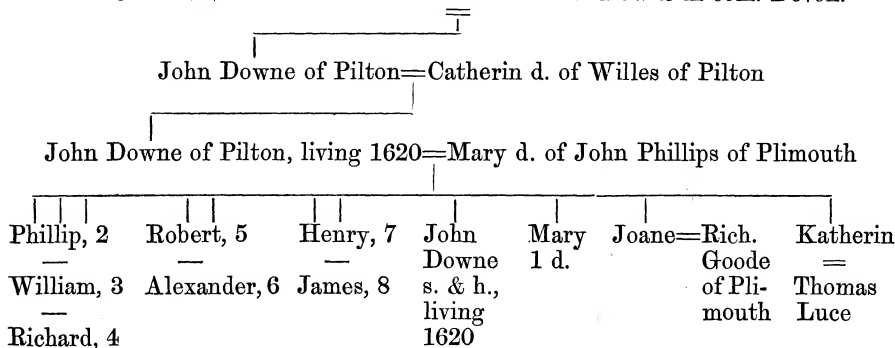 =
John Downe of Pilton=Catherin d. of Willes of Pilton
John Downe of Pilton, living 1620=Mary d. of John Phillips of Plimouth
Phillip, 2
—
William, 3
—
Richard, 4
Robert, 5
—
Alexander, 6
Henry, 7
—
James, 8
John
Downe
s. & h.,
living
1620
Mary
1 d.
Joane=Rich.
Goode
of Pli-
mouth
Katherin
=
Thomas
Luce